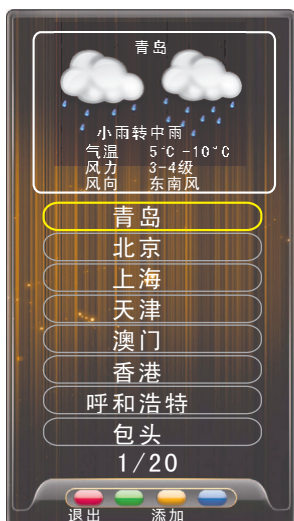 青岛
小雨转中雨
气温 5℃-10℃
风力 3-4级
风向 东南风
青岛
北京
上海
天津
澳门
香港
呼和浩特
包头
1/20
退出 添加